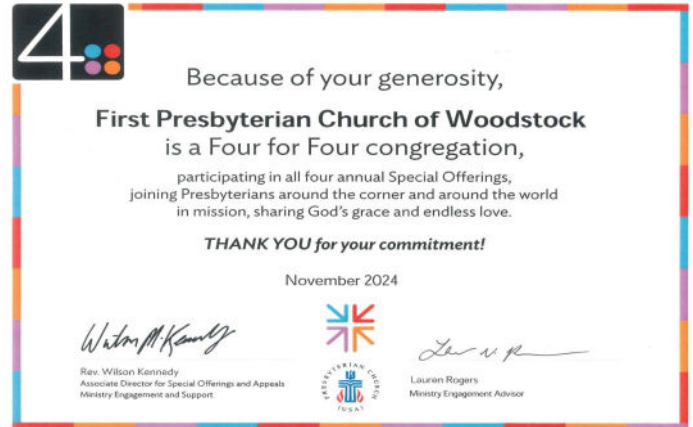 4
Because of your generosity,
First Presbyterian Church of Woodstock
is a Four for Four congregation,
participating in all four annual Special Offerings,
joining Presbyterians around the corner and around the world
in mission, sharing God's grace and endless love.
THANK YOU for your commitment!
November 2024
Rev. Wilson Kennedy
Associate Director for Special Offerings and Appeals
Ministry Engagement and Support
PRESBYTERIAN CHURCH
(USA)
Lauren Rogers
Ministry Engagement Advisor